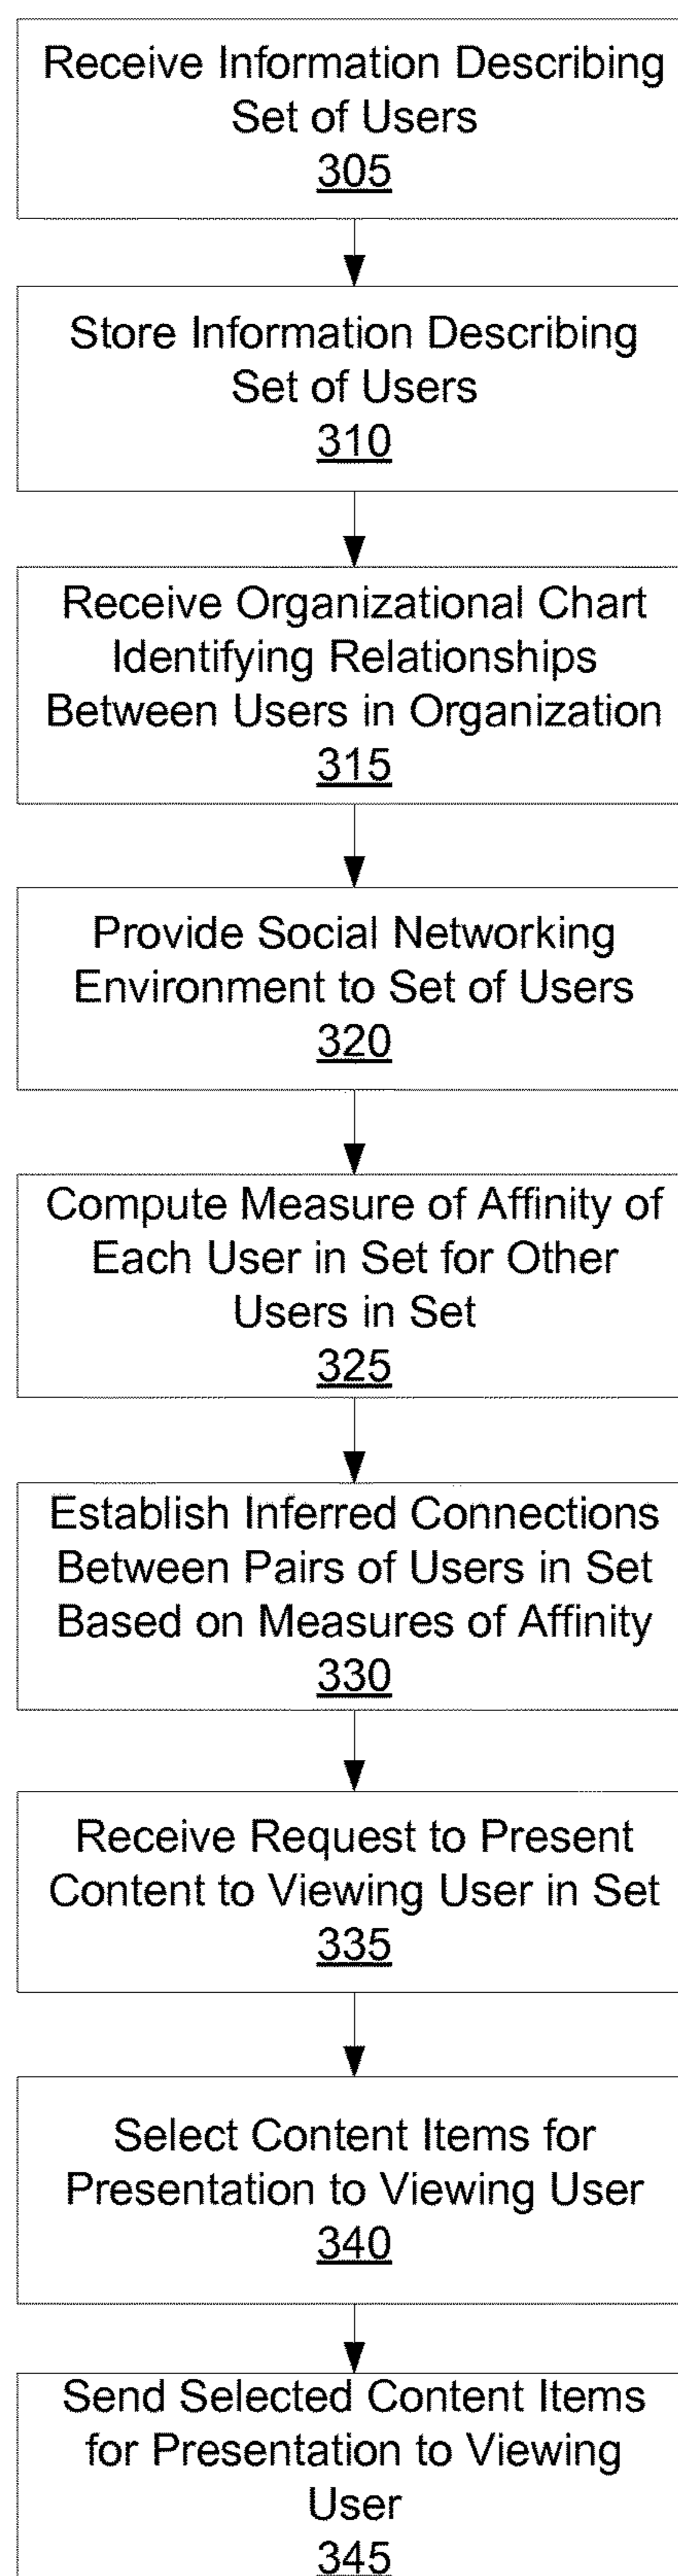 Receive Information Describing
Set of Users
305
Store Information Describing
Set of Users
310
Receive Organizational Chart
Identifying Relationships
Between Users in Organization
315
Provide Social Networking
Environment to Set of Users
320
Compute Measure of Affinity of
Each User in Set for Other
Users in Set
325
Establish Inferred Connections
Between Pairs of Users in Set
Based on Measures of Affinity
330
Receive Request to Present
Content to Viewing User in Set
335
Select Content Items for
Presentation to Viewing User
340
Send Selected Content Items
for Presentation to Viewing
User
345